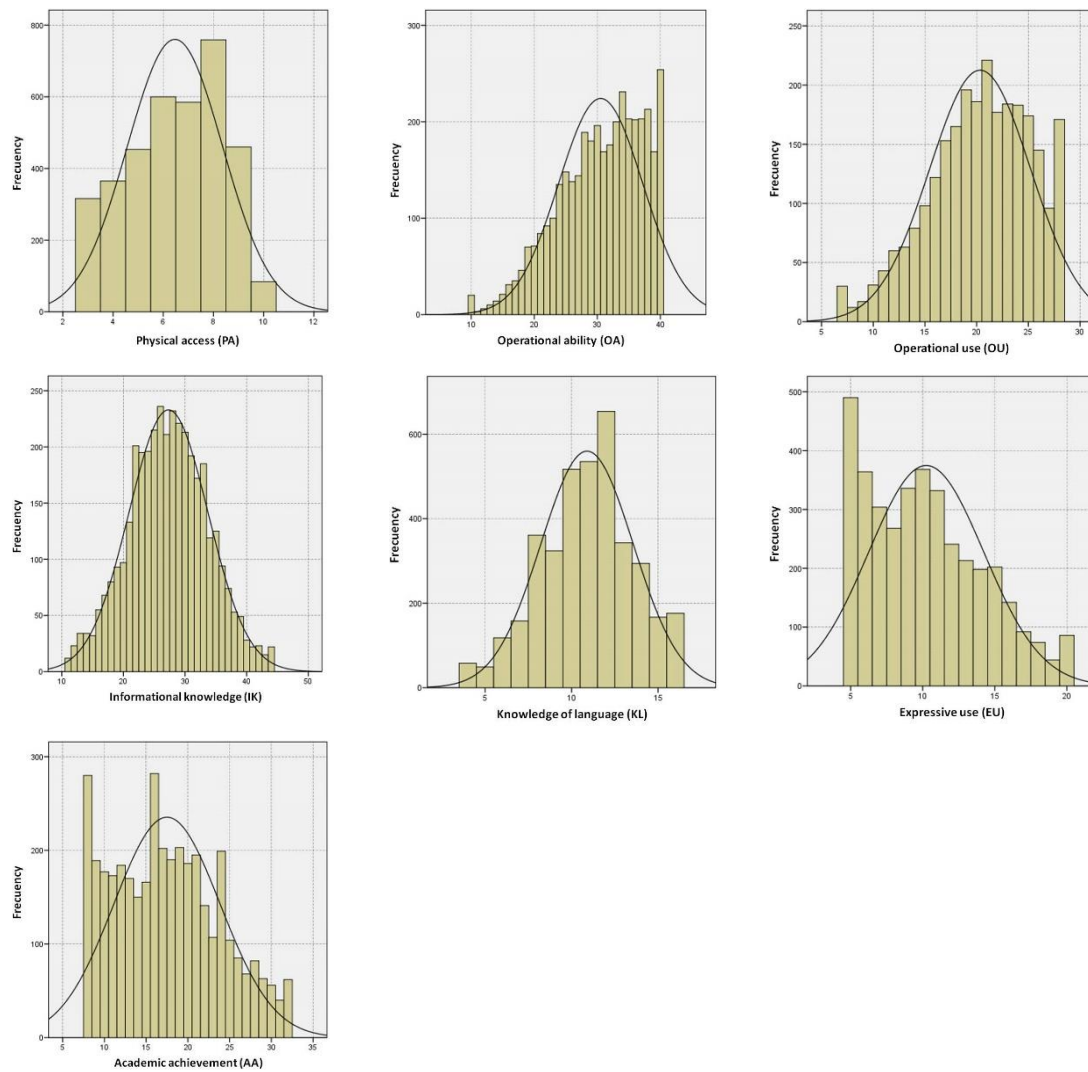 800
600
400
200
0
Frecuency
2 4 6 8 10 12
Physical access (PA)
300
200
100
0
Frecuency
10 20 30 40
Operational ability (OA)
250
200
150
100
50
0
Frecuency
5 10 15 20 25 30
Operational use (OU)
250
200
150
100
50
0
Frecuency
10 20 30 40 50
Informational knowledge (IK)
600
400
200
0
Frecuency
5 10 15
Knowledge of language (KL)
500
400
300
200
100
0
Frecuency
5 10 15 20
Expressive use (EU)
300
200
100
0
Frecuency
5 10 15 20 25 30 35
Academic achievement (AA)